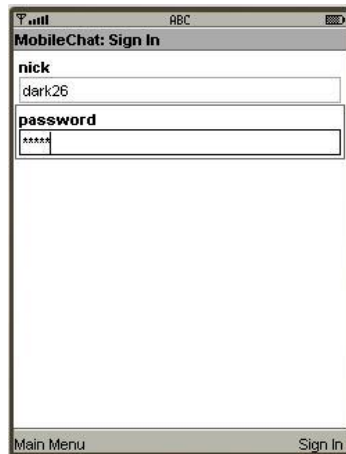 ABC
MobileChat: Sign In
nick
dark26
password
*****
Main Menu Sign In